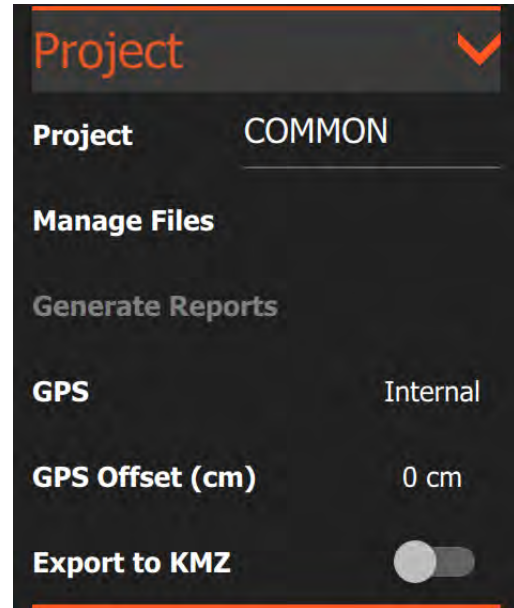 Project
Project COMMON
Manage Files
Generate Reports
GPS Internal
GPS Offset (cm) 0 cm
Export to KMZ